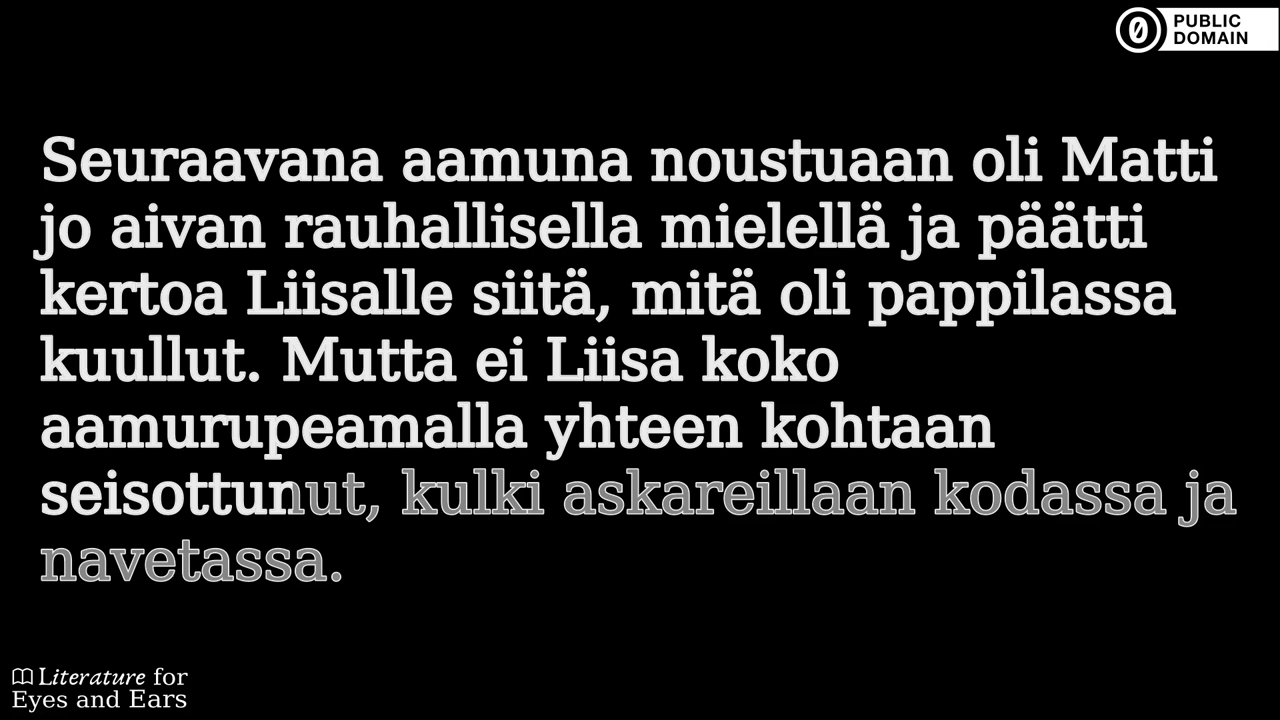 PUBLIC
DOMAIN
Seuraavana aamuna noustuaan oli Matti
jo aivan rauhallisella mielellä ja päätti
kertoa Liisalle siitä, mitä oli pappilassa
kuullut. Mutta ei Liisa koko
aamurupeamalla yhteen kohtaan
seisottunut, kulki askareillaan kodassa ja
navetassa.
Literature for
Eyes and Ears